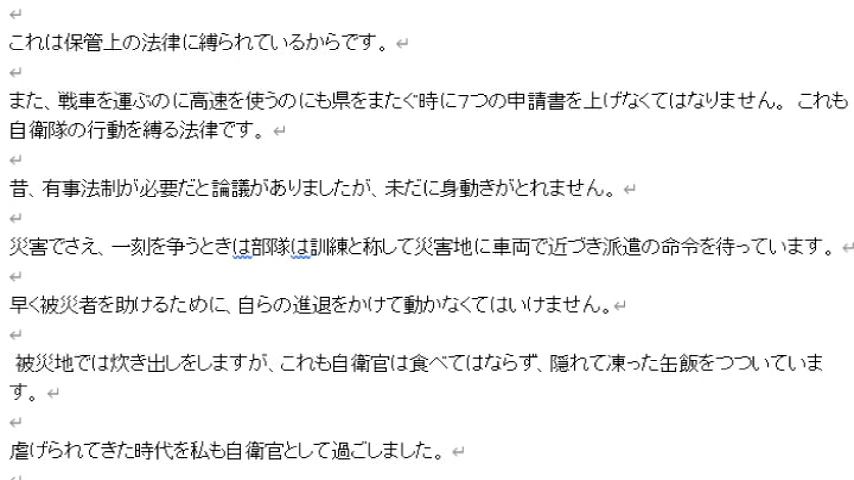 これは保管上の法律に縛られているからです。
また、戦車を運ぶのに高速を使うのにも県をまたぐ時に7つの申請書を上げなくてはなりません。 これも
自衛隊の行動を縛る法律です。
昔、有事法制が必要だと論議がありましたが、未だに身動きがとれません。
災害でさえ、一刻を争うときは部隊は訓練と称して災害地に車両で近づき派遣の命令を待っています。
早く被災者を助けるために、自らの進退をかけて動かなくてはいけません。
被災地では炊き出しをしますが、これも自衛官は食べてはならず、隠れて凍った缶飯をつついていま
す。
虐げられてきた時代を私も自衛官として過ごしました。